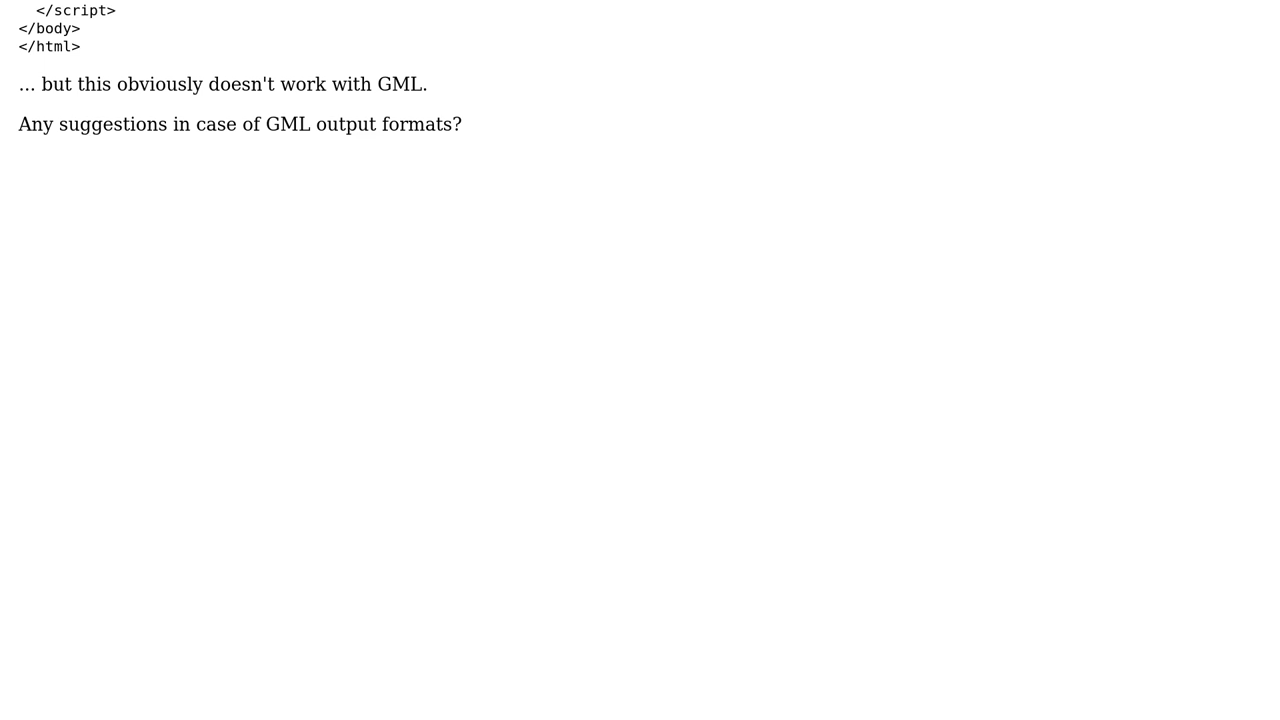 </script>
</body>
</html>
... but this obviously doesn't work with GML.
Any suggestions in case of GML output formats?